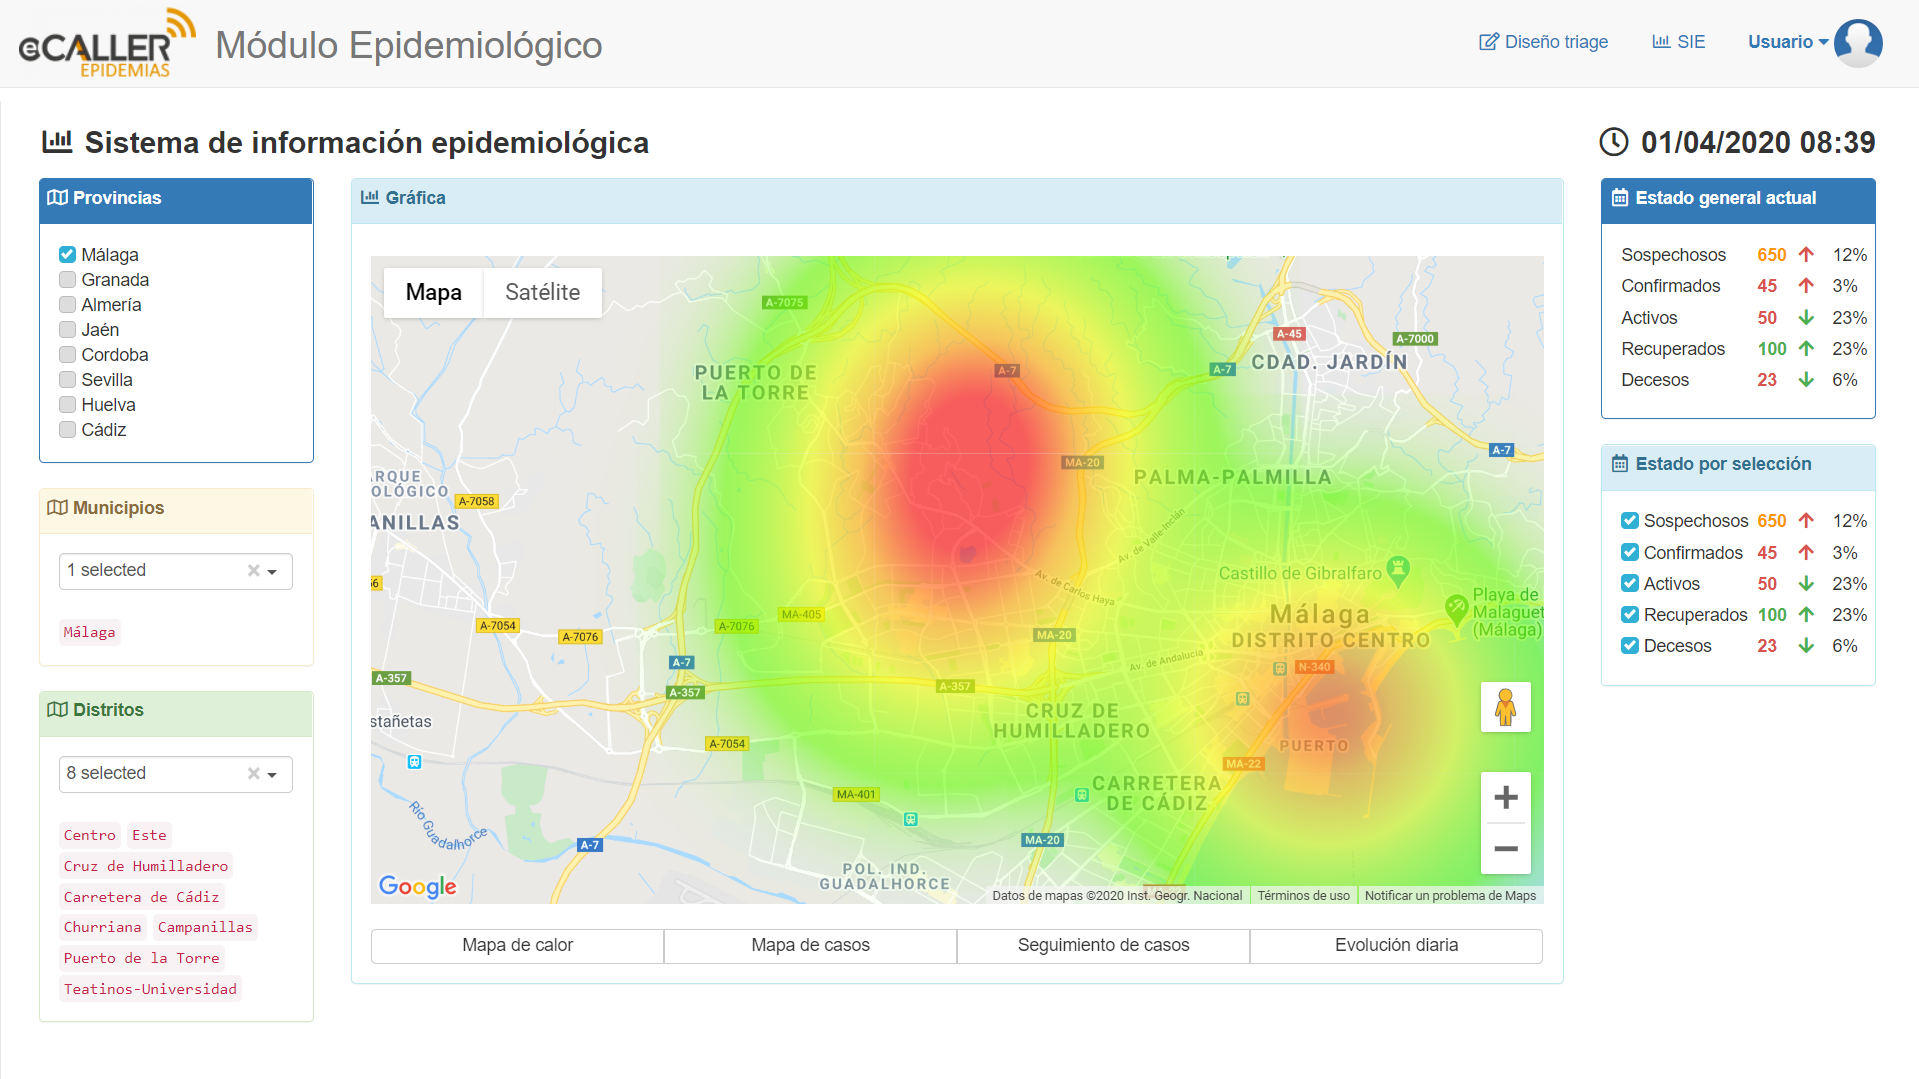 eCALLER
EPIDEMIAS
Módulo Epidemiológico
Diseño triage
SIE
Usuario
Sistema de información epidemiológica
01/04/2020 08:39
Provincias
Málaga
Granada
Almería
Jaén
Cordoba
Sevilla
Huelva
Cádiz
Municipios
1 selected
Málaga
Distritos
8 selected
Centro Este
Cruz de Humilladero
Carretera de Cádiz
Churriana Campanillas
Puerto de la Torre
Teatinos-Universidad
Gráfica
Mapa Satélite
A-7075
A-45
A-7000
CDAD. JARDÍN
A-7
A-7
PUERTO DE
LA TORRE
A-7
MA-20
PALMA-PALMILLA
ARQUE
OLÓGICO
A-7058
ANILLAS
Av. de Valle-Inclán
Castillo de Gibralfaro
Av. de Carlos Haya
Playa de
Malaguet
(Málaga)
Málaga
DISTRITO CENTRO
MA-405
A-7054
A-7076
A-7076
MA-20
Av. de Andalucía
N-340
A-7
A-357
A-357
A-357
stañetas
CRUZ DE
HUMILLADERO
PUERTO
A-7054
MA-22
CARRETERA
DE CÁDIZ
MA-401
Río Guadalhorce
MA-20
A-7
POL. IND.
GUADALHORCE
Google
Datos de mapas ©2020 Inst. Geogr. Nacional
Términos de uso
Notificar un problema de Maps
Mapa de calor
Mapa de casos
Seguimiento de casos
Evolución diaria
Estado general actual
Sospechosos 650 12%
Confirmados 45 3%
Activos 50 23%
Recuperados 100 23%
Decesos 23 6%
Estado por selección
Sospechosos 650 12%
Confirmados 45 3%
Activos 50 23%
Recuperados 100 23%
Decesos 23 6%